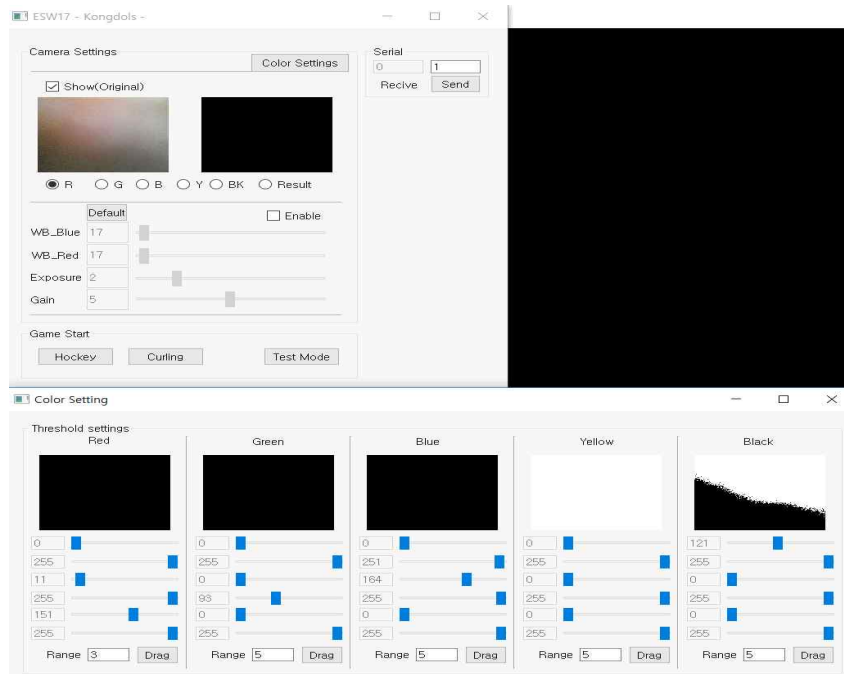 ESW17 - Kongdols -
Camera Settings
Color Settings
Show(Original)
R G B Y BK Result
Default
Enable
WB_Blue 17
WB_Red 17
Exposure 2
Gain 5
Game Start
Hockey Curling Test Mode
Serial
0 1
Recive Send
Color Setting
Threshold settings
Red Green Blue Yellow Black
0 0 0 0 121
255 255 251 255 255
11 0 164 0 0
255 93 255 255 255
151 0 0 0 0
255 255 255 255 255
Range 3 Drag Range 5 Drag Range 5 Drag Range 5 Drag Range 5 Drag